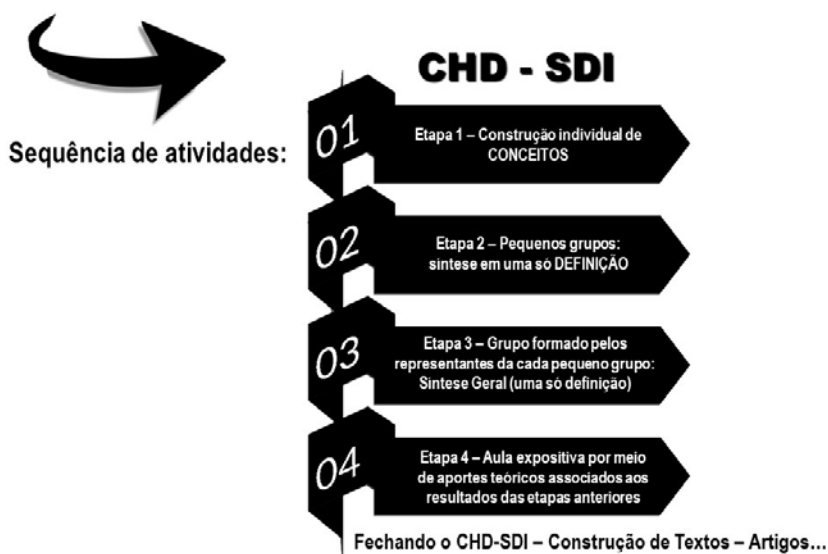 CHD - SDI
Sequência de atividades:
01
Etapa 1 – Construção individual de
CONCEITOS
02
Etapa 2 – Pequenos grupos:
síntese em uma só DEFINIÇÃO
03
Etapa 3 – Grupo formado pelos
representantes da cada pequeno grupo:
Síntese Geral (uma só definição)
04
Etapa 4 – Aula expositiva por meio
de aportes teóricos associados aos
resultados das etapas anteriores
Fechando o CHD-SDI – Construção de Textos – Artigos...